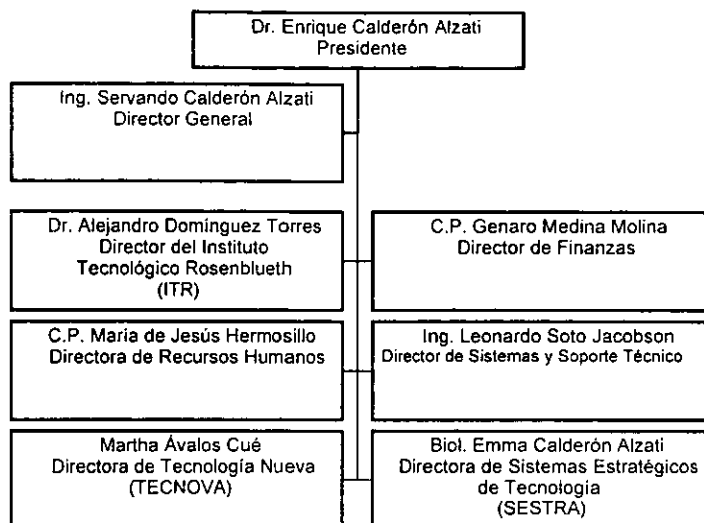 Dr. Enrique Calderón Alzati
Presidente
Ing. Servando Calderón Alzati
Director General
Dr. Alejandro Domínguez Torres
Director del Instituto
Tecnológico Rosenblueth
(ITR)
C.P. Genaro Medina Molina
Director de Finanzas
C.P. Maria de Jesús Hermosillo
Directora de Recursos Humanos
Ing. Leonardo Soto Jacobson
Director de Sistemas y Soporte Técnico
Martha Ávalos Cué
Directora de Tecnología Nueva
(TECNOVA)
Biol. Emma Calderón Alzati
Directora de Sistemas Estratégicos
de Tecnología
(SESTRA)